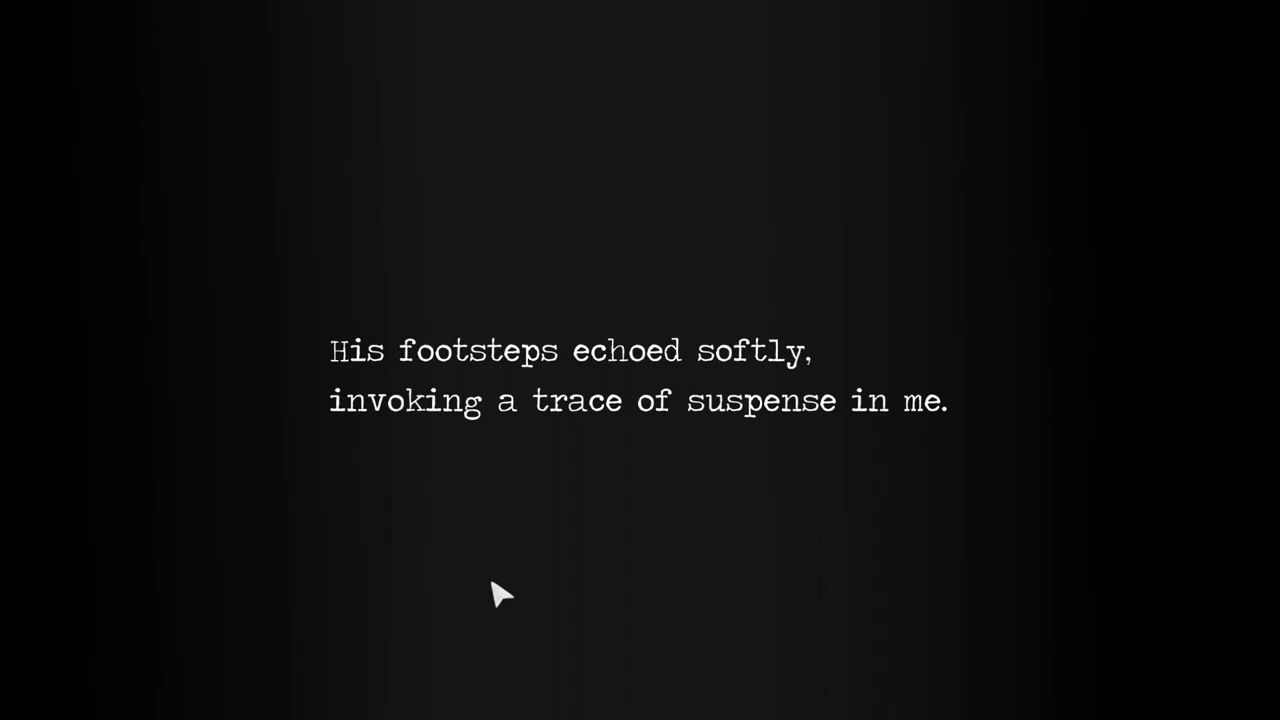 His footsteps echoed softly,
invoking a trace of suspense in me.